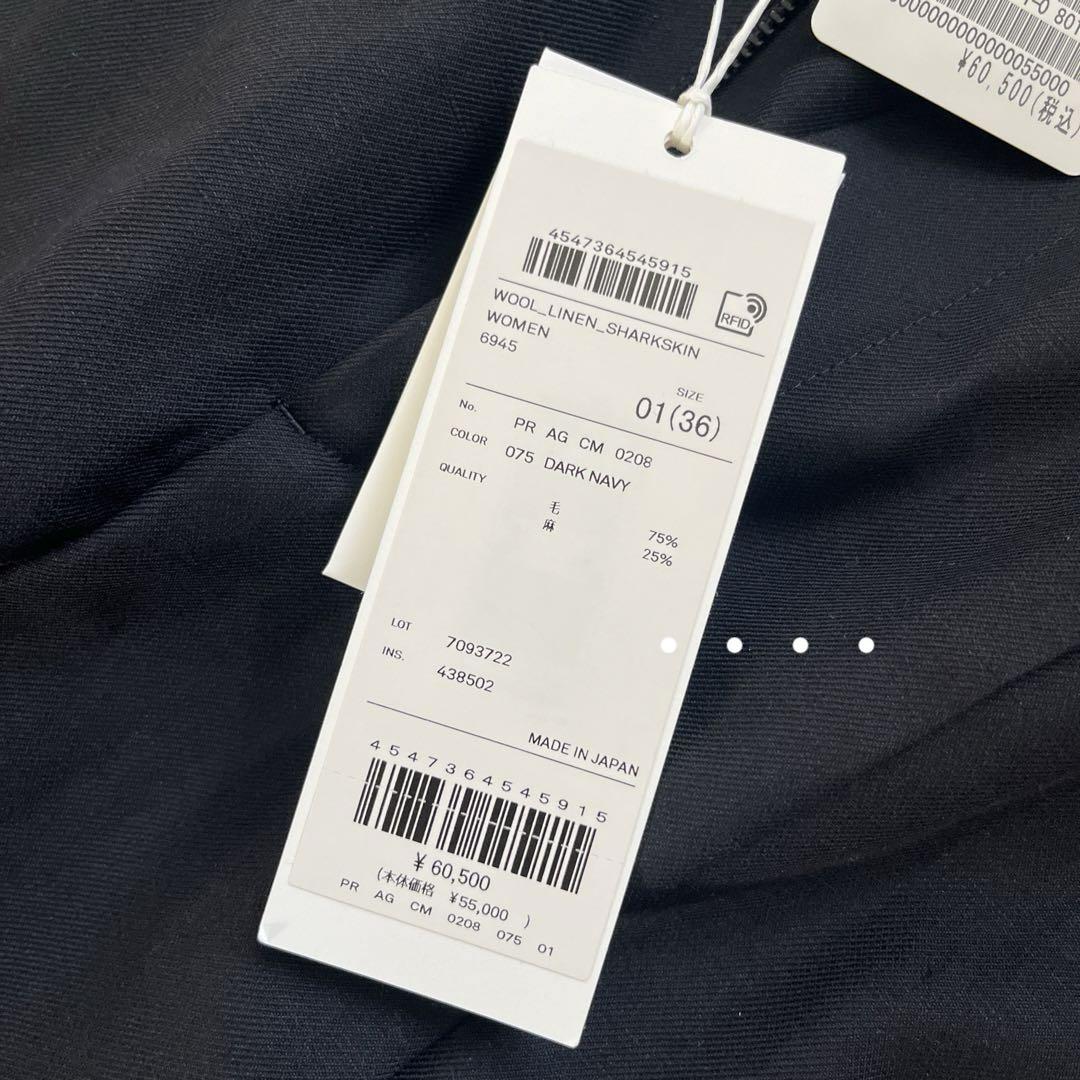 ¥60,500(税込)
4547364545915
RFID
WOOL_LINEN_SHARKSKIN
WOMEN
6945
SIZE
01(36)
No. PR AG CM 0208
COLOR 075 DARK NAVY
QUALITY
毛 75%
麻 25%
LOT 7093722
INS. 438502
MADE IN JAPAN
4547364545915
¥ 60,500
(本体価格 ¥55,000 )
PR AG CM 0208 075 01